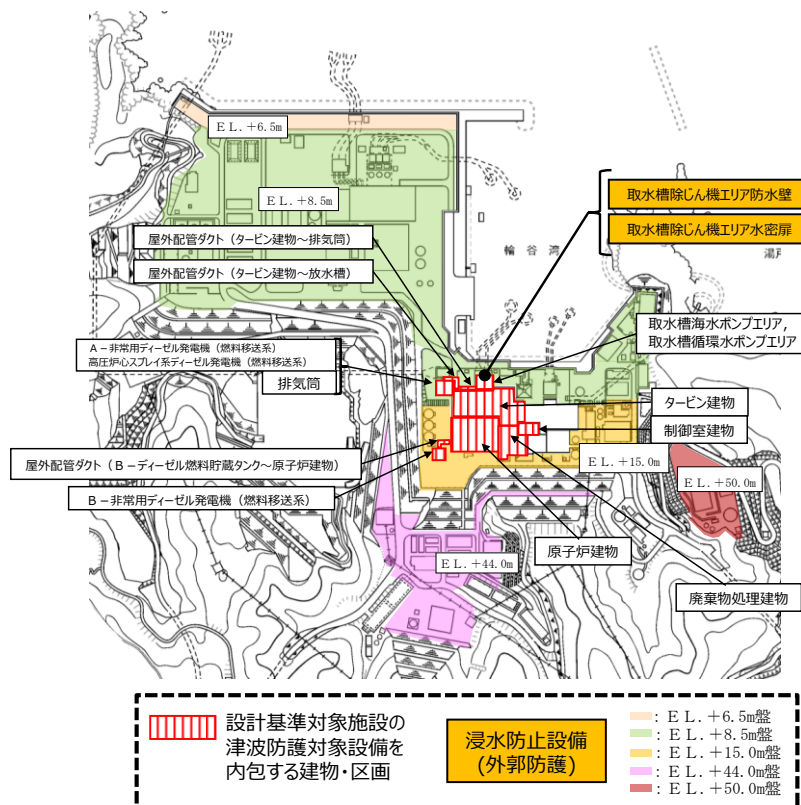 EL.+6.5m
EL.+8.5m
取水槽除じん機エリア防水壁
取水槽除じん機エリア水密扉
屋外配管ダクト（タービン建物～排気筒）
屋外配管ダクト（タービン建物～放水槽）
輪谷湾
取水槽海水ポンプエリア，
取水槽循環水ポンプエリア
A－非常用ディーゼル発電機（燃料移送系）
高圧炉心スプレイ系ディーゼル発電機（燃料移送系）
排気筒
タービン建物
制御室建物
屋外配管ダクト（B－ディーゼル燃料貯蔵タンク～原子炉建物）
EL.+15.0m
EL.+50.0m
B－非常用ディーゼル発電機（燃料移送系）
原子炉建物
EL.+44.0m
廃棄物処理建物
設計基準対象施設の
津波防護対象設備を
内包する建物・区画
浸水防止設備
(外郭防護)
：EL.+6.5m盤
：EL.+8.5m盤
：EL.+15.0m盤
：EL.+44.0m盤
：EL.+50.0m盤